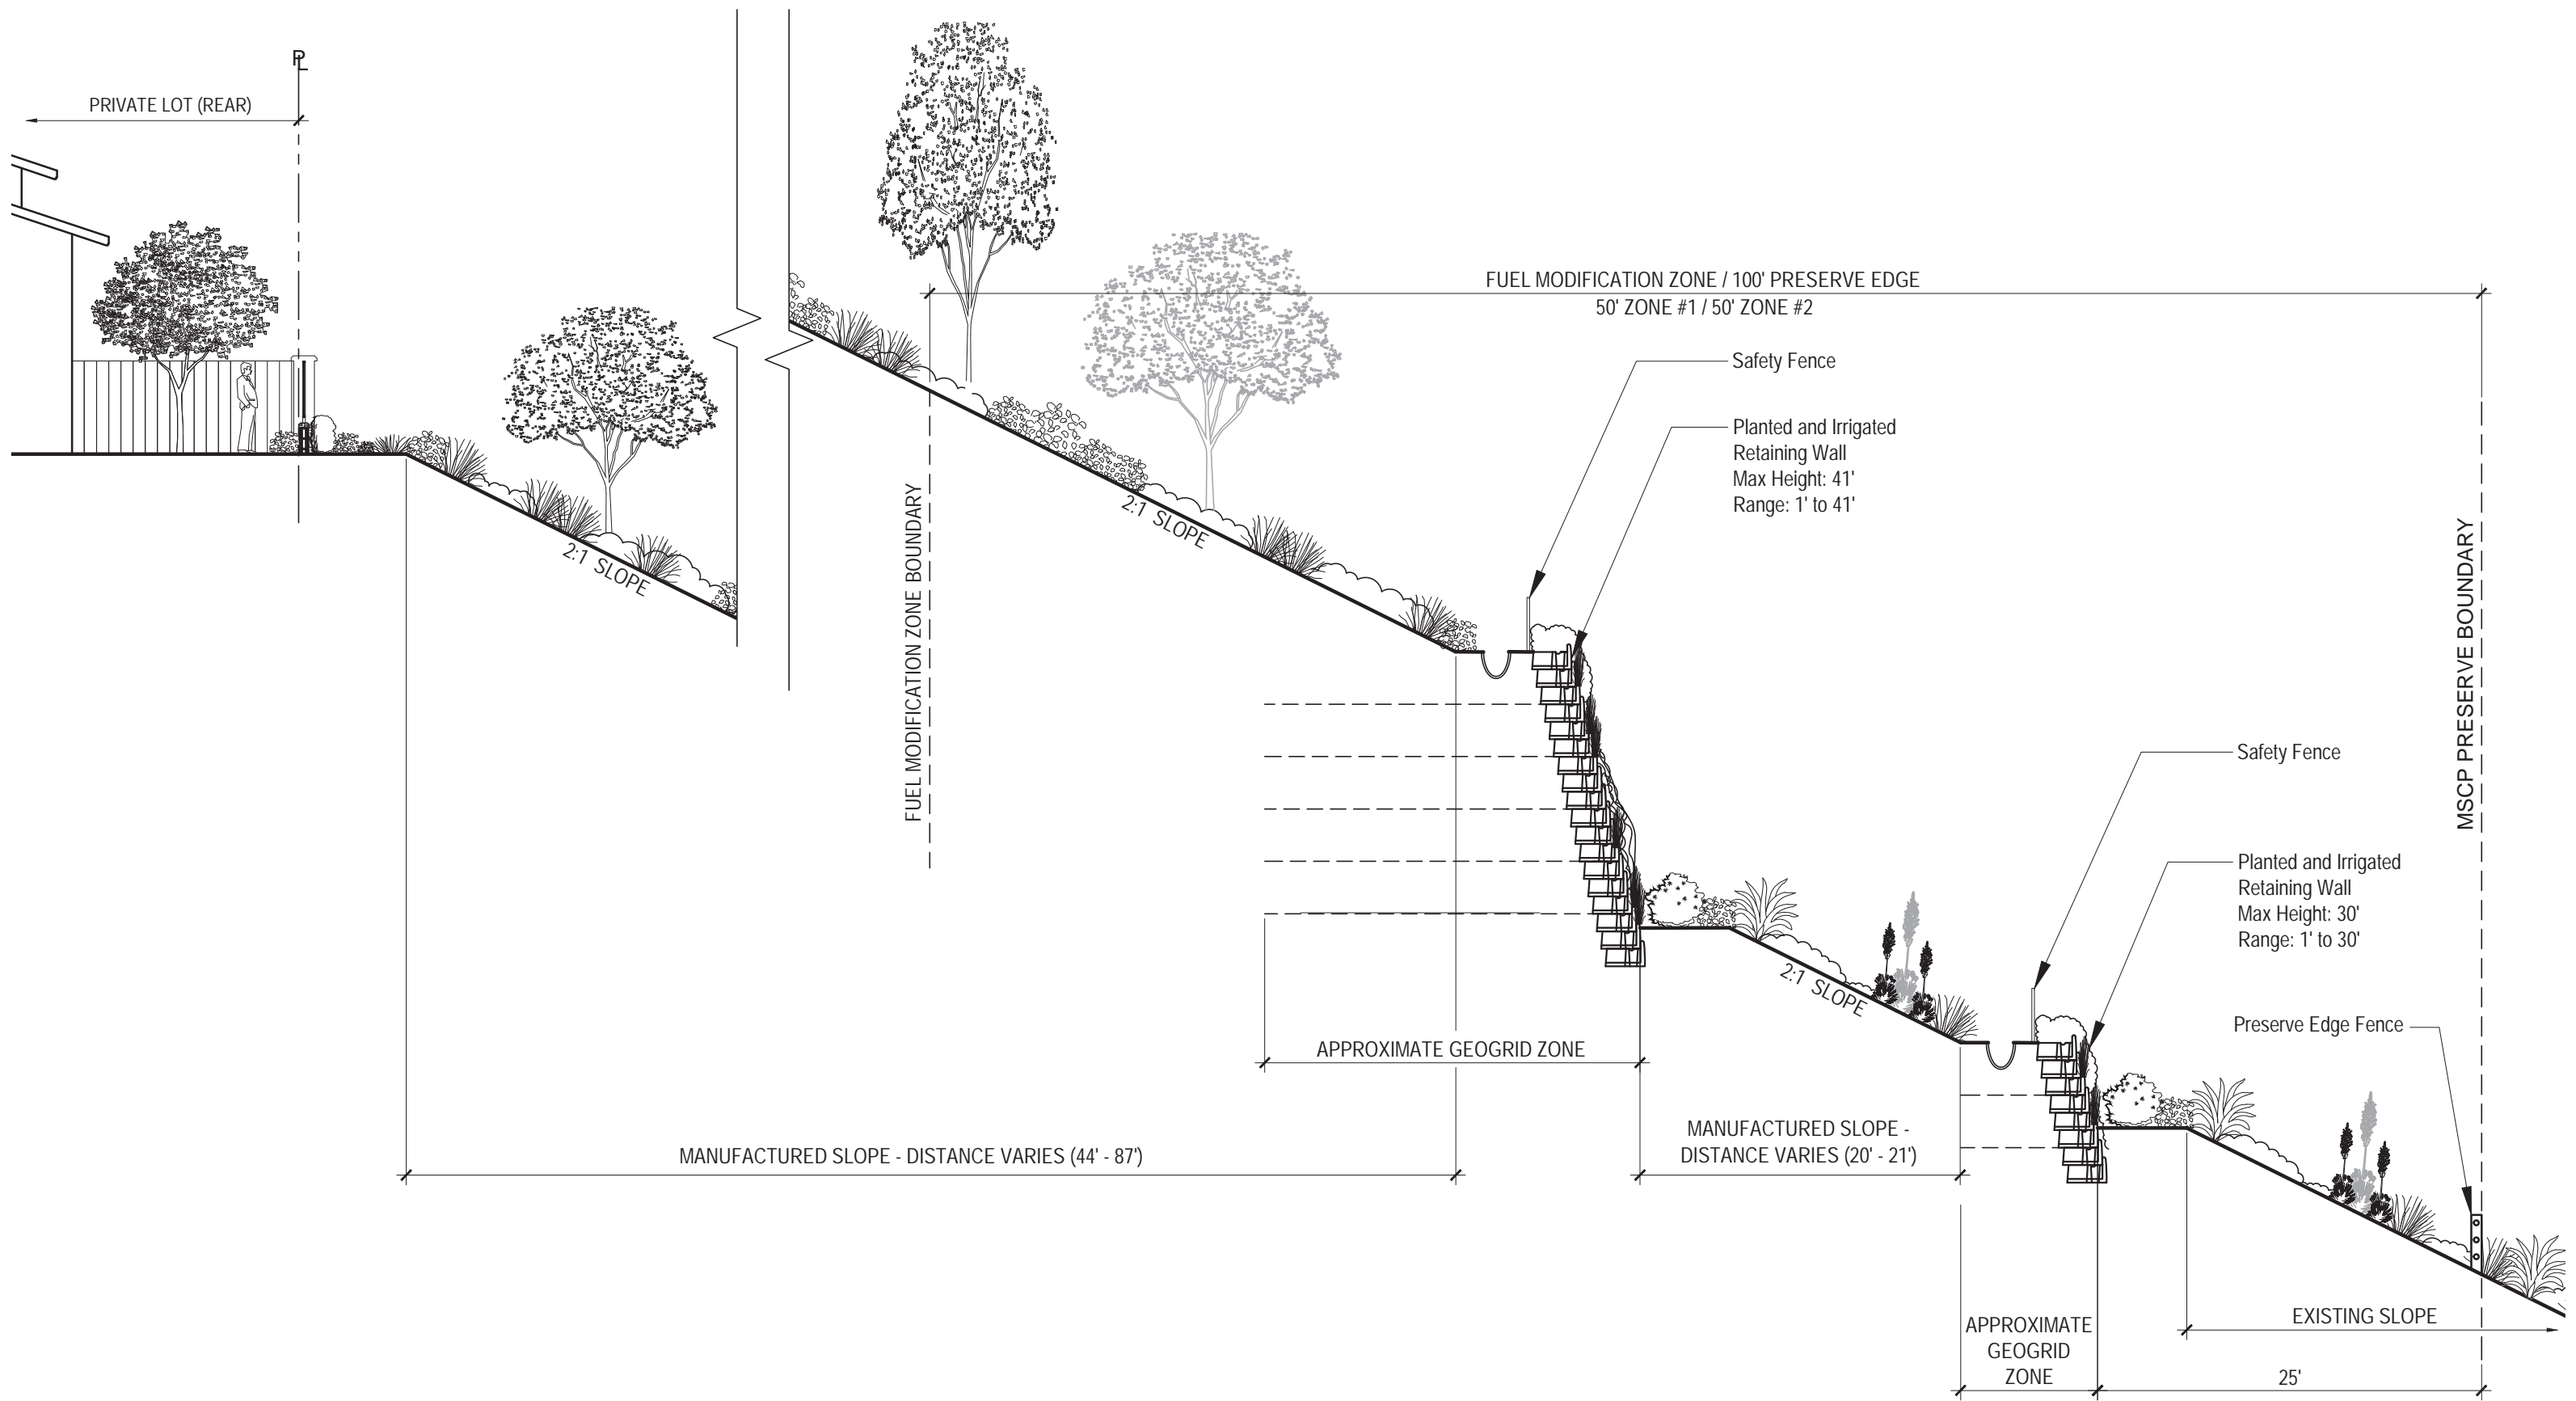 PL
PRIVATE LOT (REAR)
FUEL MODIFICATION ZONE / 100' PRESERVE EDGE
50' ZONE #1 / 50' ZONE #2
Safety Fence
Planted and Irrigated
Retaining Wall
Max Height: 41'
Range: 1' to 41'
2:1 SLOPE
2:1 SLOPE
FUEL MODIFICATION ZONE BOUNDARY
MSCP PRESERVE BOUNDARY
Safety Fence
Planted and Irrigated
Retaining Wall
Max Height: 30'
Range: 1' to 30'
2:1 SLOPE
Preserve Edge Fence
APPROXIMATE GEOGRID ZONE
MANUFACTURED SLOPE - DISTANCE VARIES (44' - 87')
MANUFACTURED SLOPE -
DISTANCE VARIES (20' - 21')
EXISTING SLOPE
APPROXIMATE
GEOGRID
ZONE
25'